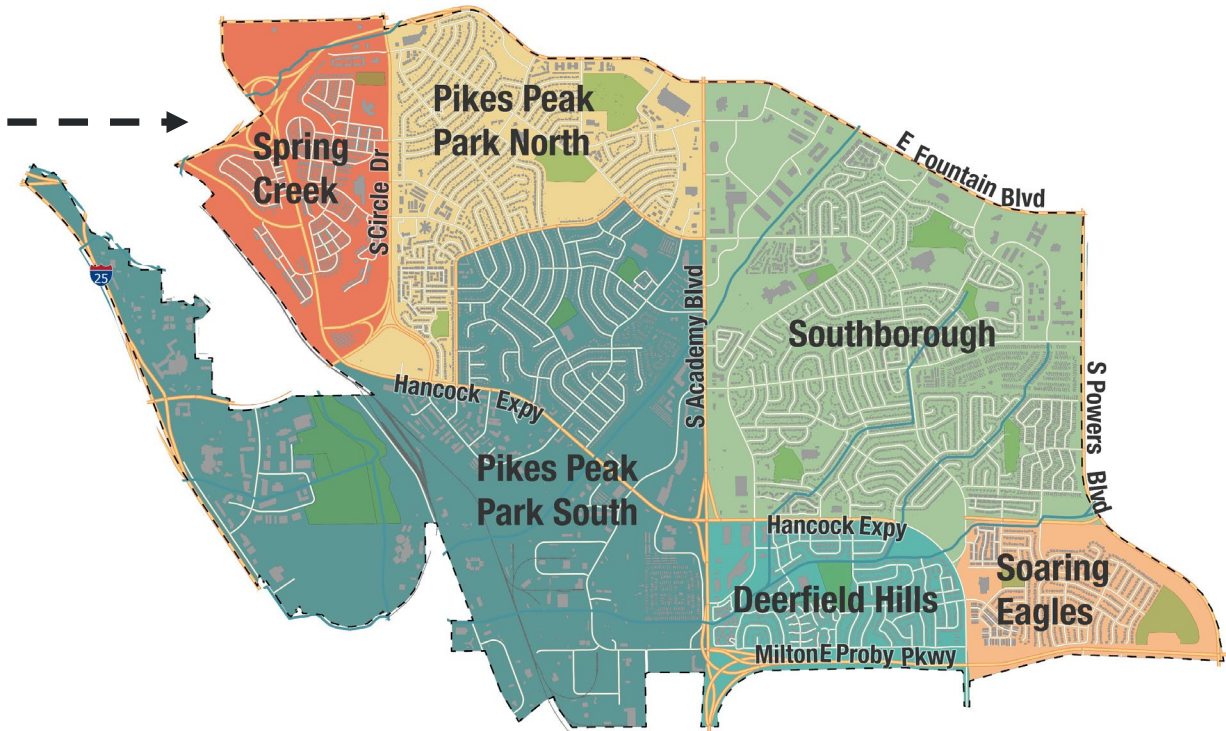 Pikes Peak
Park North
Spring
Creek
S Circle Dr
E Fountain Blvd
25
S Academy Blvd
Southborough
S Powers Blvd
Hancock Expy
Pikes Peak
Park South
Hancock Expy
Soaring
Eagles
Deerfield Hills
Milton E Proby Pkwy